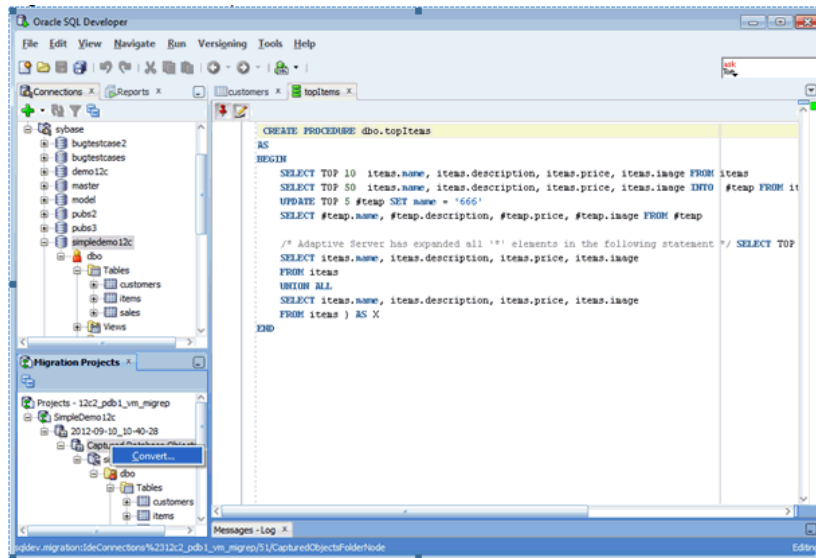 Oracle SQL Developer
File Edit View Navigate Run Versioning Tools Help
Connections x Reports x
customers x topItems x
sybase
bugtestcase2
bugtestcases
demo12c
master
model
pubs2
pubs3
simpledemo12c
dbo
Tables
customers
items
sales
Views
CREATE PROCEDURE dbo.topItems
AS
BEGIN
SELECT TOP 10 items.name, items.description, items.price, items.image FROM items
SELECT TOP 50 items.name, items.description, items.price, items.image INTO #temp FROM it
UPDATE TOP 5 #temp SET name = '666'
SELECT #temp.name, #temp.description, #temp.price, #temp.image FROM #temp
/* Adaptive Server has expanded all '*' elements in the following statement */ SELECT TOP
SELECT items.name, items.description, items.price, items.image
FROM items
UNION ALL
SELECT items.name, items.description, items.price, items.image
FROM items ) AS X
END
Migration Projects x
Projects - 12c2_pdb1_vm_migrep
SimpleDemo12c
2012-09-10_10-40-28
Captured Database Objects
Convert...
dbo
Tables
customers
items
Messages - Log x
sqldev.migration:IdeConnections%2312c2_pdb1_vm_migrep/51/CapturedObjectsFolderNode
Editing